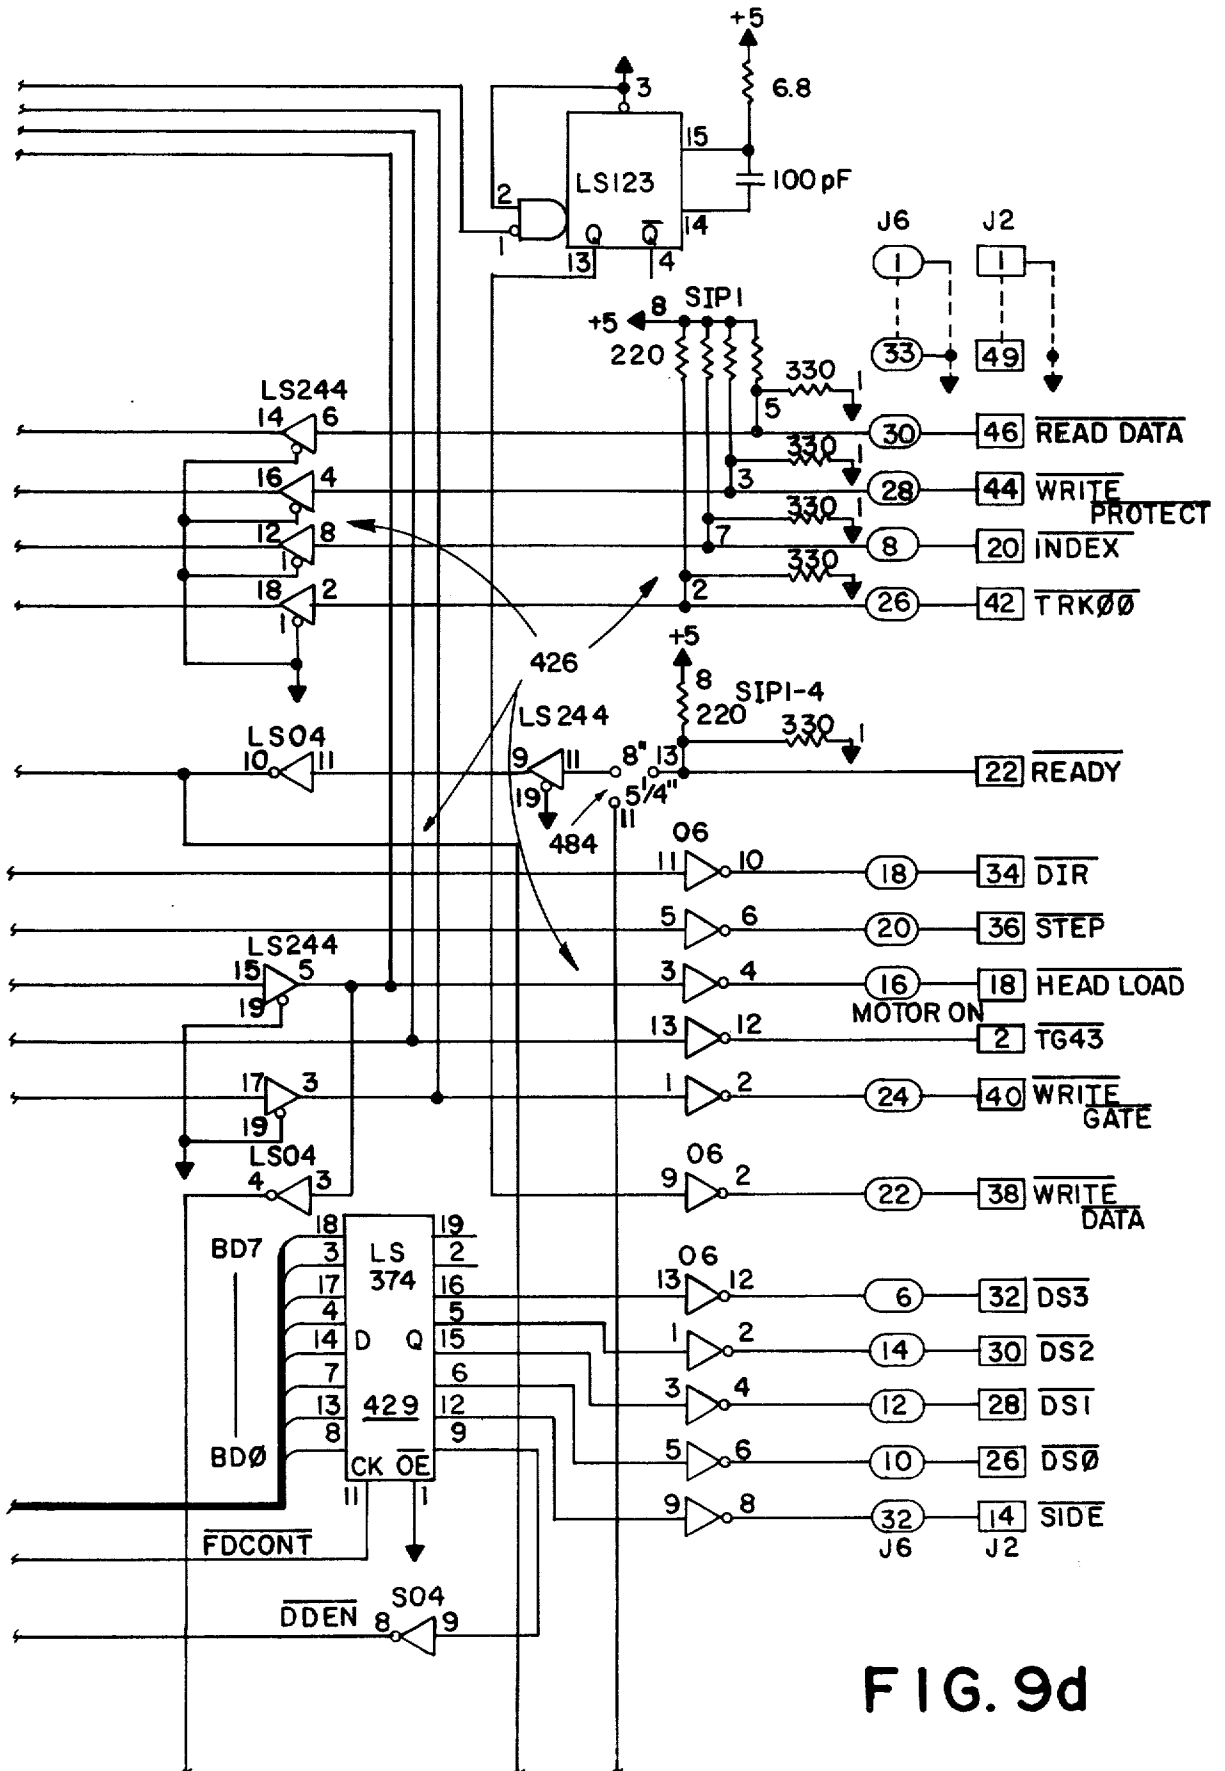 +5
3
6.8
15
LS123
100 pF
2
14
1
Q Q
13 4
J6 J2
1 1
SIP1
+5 8
220
33 49
330 1
LS244
14 6 5 30 46 READ DATA
330 1
16 4 3 28 44 WRITE PROTECT
330 1
12 8 7 8 20 INDEX
1
330 1
18 2 2 26 42 TRKØØ
1
426
+5
8
SIP1-4
220
330 1
LS244
LS04
10 11 9 11 8" 13 22 READY
19 5 1/4"
11
484
06
11 10 18 34 DIR
5 6 20 36 STEP
LS244
15 5 3 4 16 18 HEAD LOAD
19
MOTOR ON
13 12 2 TG43
17 3 1 2 24 40 WRITE GATE
19
LS04
4 3
06
9 2 22 38 WRITE DATA
BD7
18 LS 19
3 374 2
06
17 16 13 12 6 32 DS3
4 5
14 D Q 15 1 2 14 30 DS2
7 6
3 4 12 28 DS1
13 429 12
8 9
BDØ
5 6 10 26 DSØ
CK OE
11 1
9 8 32 14 SIDE
J6 J2
FDCONT
S04
DDEN 8 9
FIG. 9d